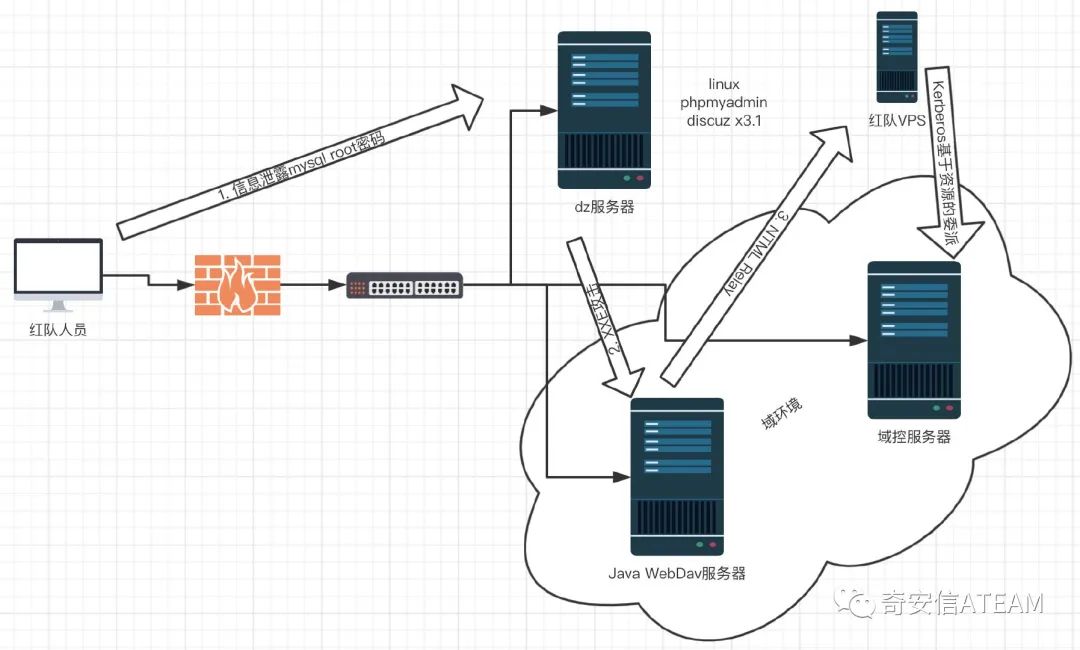 linux
phpmyadmin
discuz x3.1
红队VPS
Kerberos基于资源的委派
1. 信息泄露mysql root密码
dz服务器
3. NTML Relay
红队人员
2. XXE攻击
域环境
域控服务器
Java WebDav服务器
奇安信ATEAM